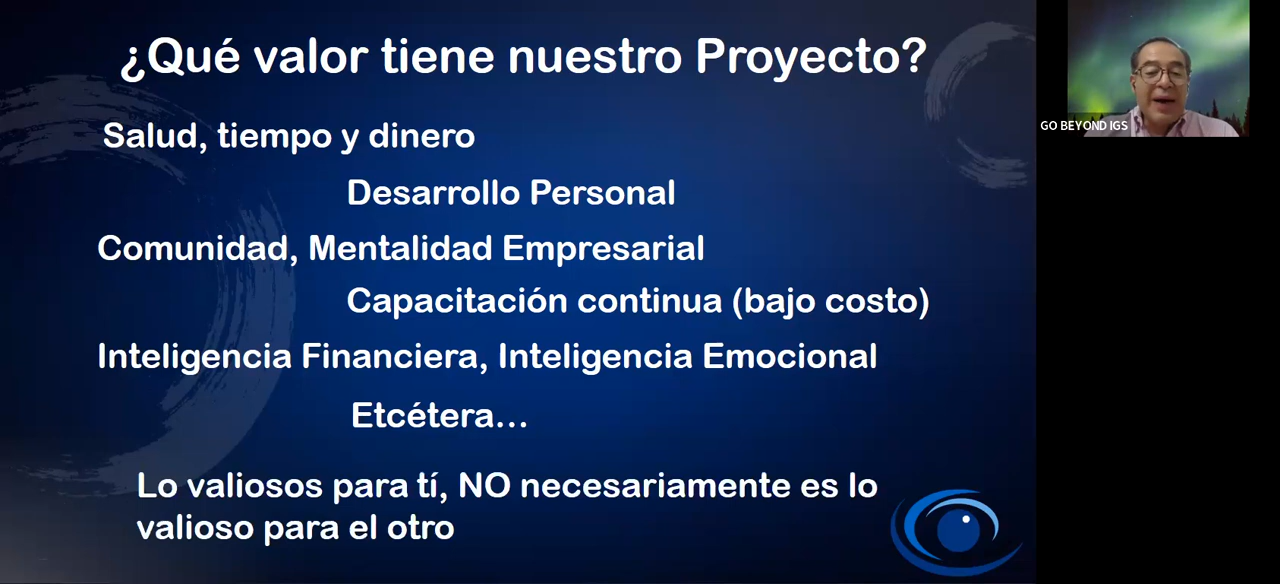 ¿Qué valor tiene nuestro Proyecto?
Salud, tiempo y dinero
Desarrollo Personal
Comunidad, Mentalidad Empresarial
Capacitación continua (bajo costo)
Inteligencia Financiera, Inteligencia Emocional
Etcétera...
Lo valiosos para tí, NO necesariamente es lo
valioso para el otro
GO BEYOND IGS